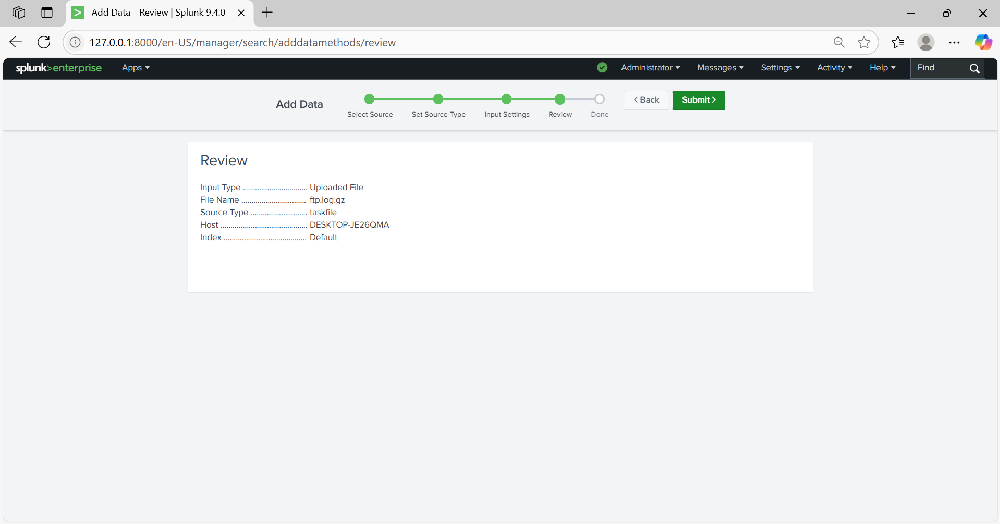 Add Data - Review | Splunk 9.4.0
127.0.0.1:8000/en-US/manager/search/adddatamethods/review
splunk>enterprise Apps Administrator Messages Settings Activity Help Find
Add Data
Select Source Set Source Type Input Settings Review Done
< Back Submit >
Review
Input Type ................................ Uploaded File
File Name ................................ ftp.log.gz
Source Type ............................ taskfile
Host ........................................... DESKTOP-JE26QMA
Index ......................................... Default